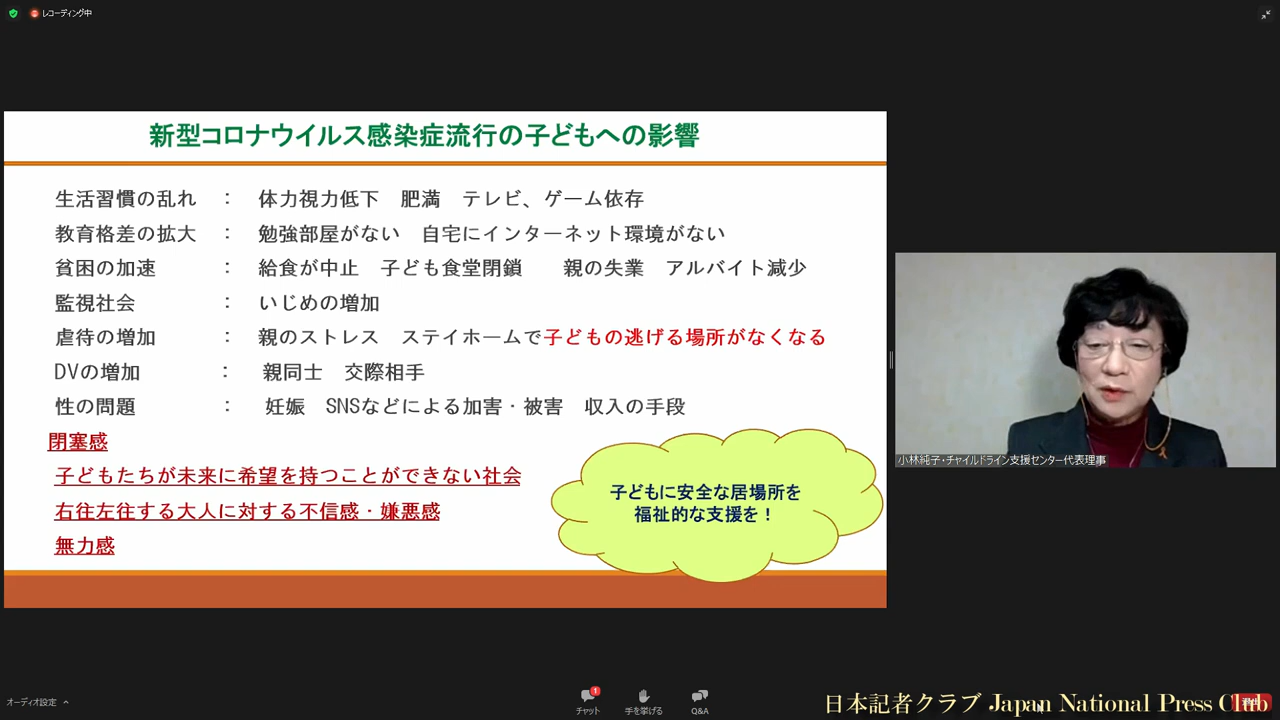 レコーディング中
新型コロナウイルス感染症流行の子どもへの影響
生活習慣の乱れ ： 体力視力低下 肥満 テレビ、ゲーム依存
教育格差の拡大 ： 勉強部屋がない 自宅にインターネット環境がない
貧困の加速 ： 給食が中止 子ども食堂閉鎖 親の失業 アルバイト減少
監視社会 ： いじめの増加
虐待の増加 ： 親のストレス ステイホームで子どもの逃げる場所がなくなる
DVの増加 ： 親同士 交際相手
性の問題 ： 妊娠 SNSなどによる加害・被害 収入の手段
閉塞感
子どもたちが未来に希望を持つことができない社会
右往左往する大人に対する不信感・嫌悪感
無力感
子どもに安全な居場所を
福祉的な支援を！
小林純子・チャイルドライン支援センター代表理事
オーディオ設定
1
チャット
手を挙げる
Q&A
日本記者クラブ Japan National Press Club